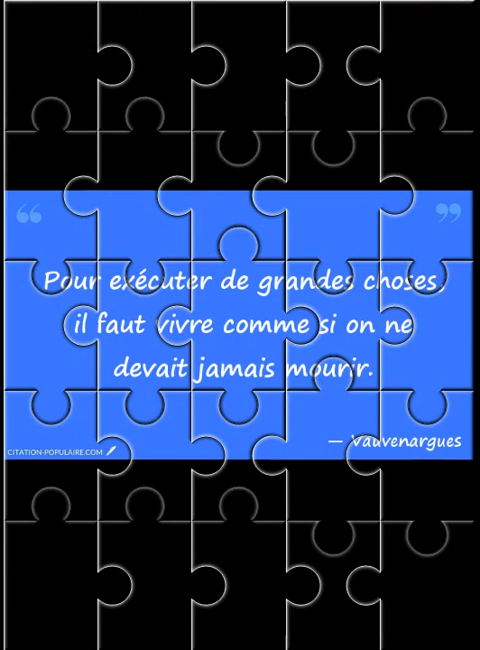 “
”
Pour exécuter de grandes choses,
il faut vivre comme si on ne
devait jamais mourir.
— Vauvenargues
CITATION-POPULAIRE.COM